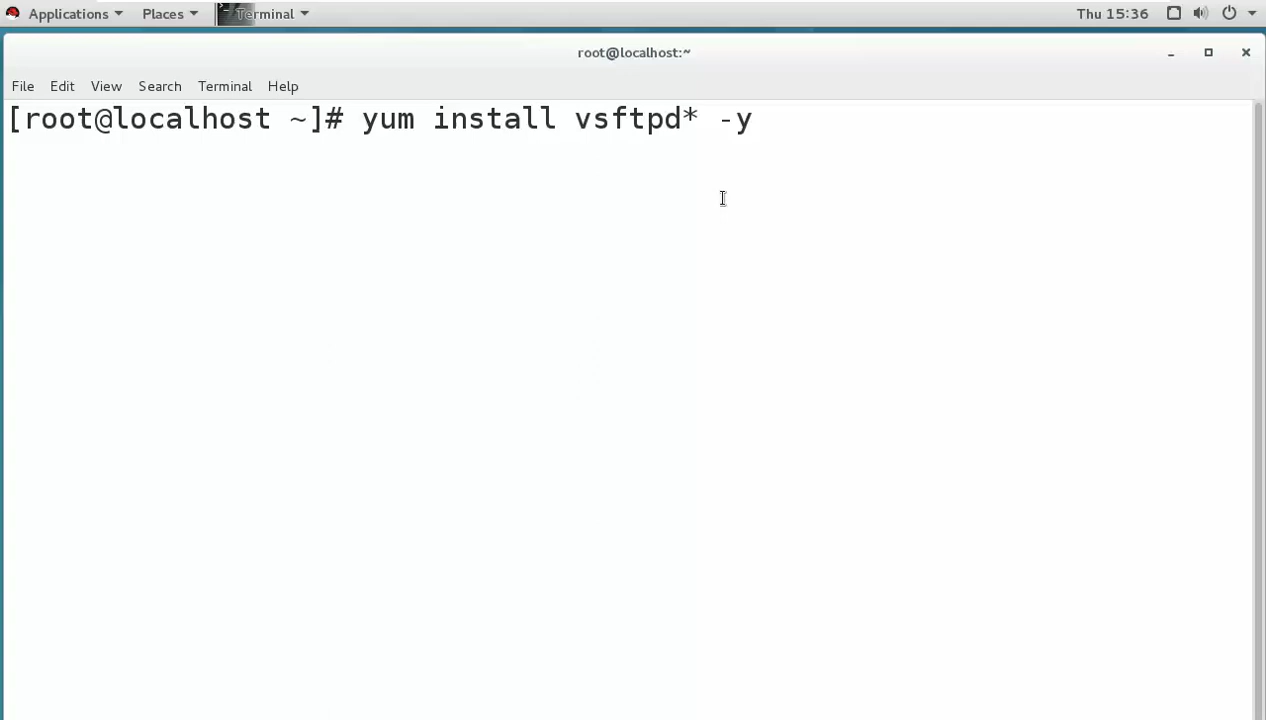 Applications Places Terminal Thu 15:36
root@localhost:~
File Edit View Search Terminal Help
[root@localhost ~]# yum install vsftpd* -y